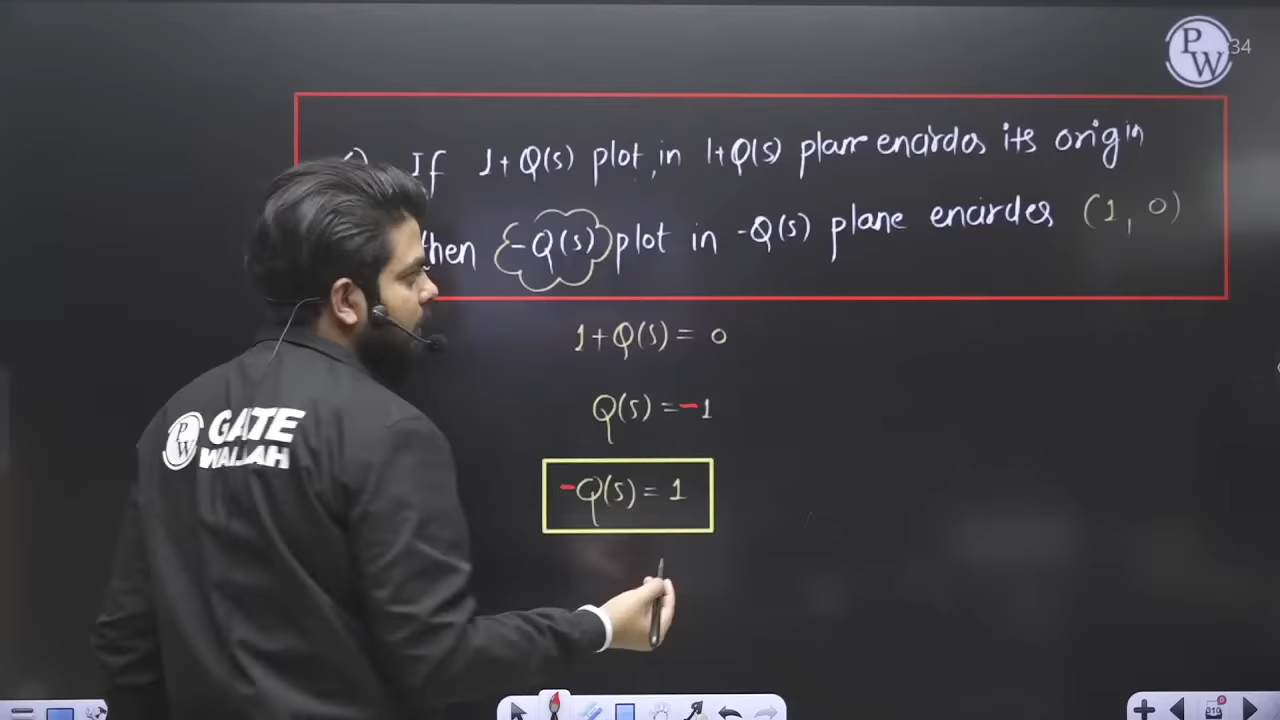 PW 34
If 1+Q(s) plot, in 1+Q(s) plane encircles its origin
then -Q(s) plot in -Q(s) plane encircles (1, 0)
1+Q(s) = 0
Q(s) = -1
-Q(s) = 1
PW GATE
WALLAH